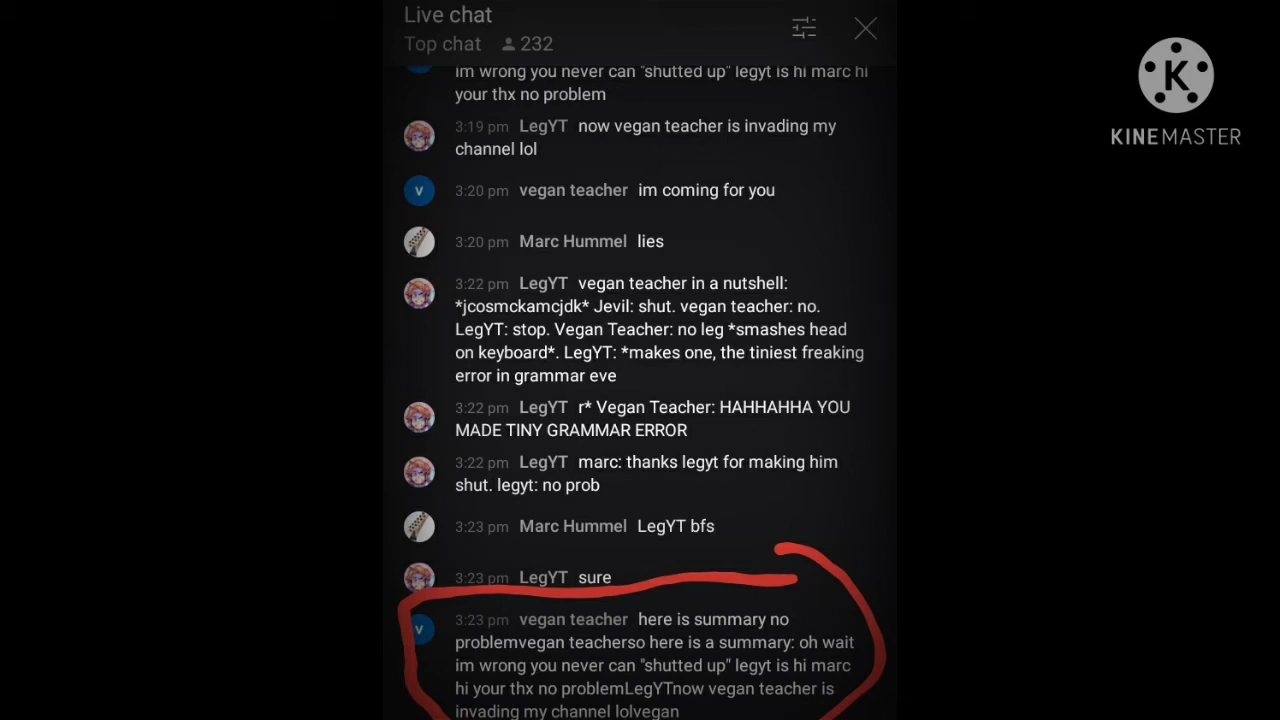 Live chat
Top chat 232
im wrong you never can "shutted up" legyt is hi marc hi
your thx no problem
3:19 pm LegYT now vegan teacher is invading my
channel lol
V 3:20 pm vegan teacher im coming for you
3:20 pm Marc Hummel lies
3:22 pm LegYT vegan teacher in a nutshell:
*jcosmckamcjdk* Jevil: shut. vegan teacher: no.
LegYT: stop. Vegan Teacher: no leg *smashes head
on keyboard*. LegYT: *makes one, the tiniest freaking
error in grammar eve
3:22 pm LegYT r* Vegan Teacher: HAHHAHHA YOU
MADE TINY GRAMMAR ERROR
3:22 pm LegYT marc: thanks legyt for making him
shut. legyt: no prob
3:23 pm Marc Hummel LegYT bfs
3:23 pm LegYT sure
V 3:23 pm vegan teacher here is summary no
problemvegan teacherso here is a summary: oh wait
im wrong you never can "shutted up" legyt is hi marc
hi your thx no problemLegYTnow vegan teacher is
invading my channel lolvegan
K
KINEMASTER